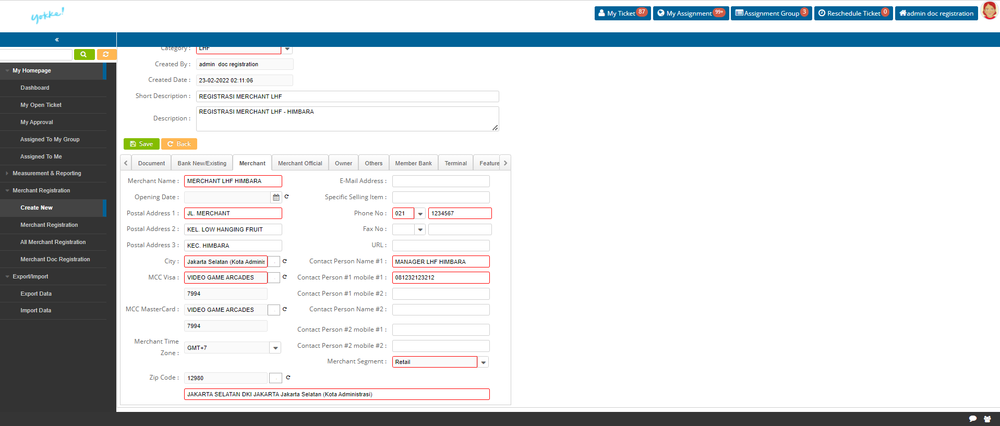 yokke!
My Ticket 87
My Assignment 99+
Assignment Group 3
Reschedule Ticket 0
admin doc registration
My Homepage
Dashboard
My Open Ticket
My Approval
Assigned To My Group
Assigned To Me
Measurement & Reporting
Merchant Registration
Create New
Merchant Registration
All Merchant Registration
Merchant Doc Registration
Export/Import
Export Data
Import Data
Category : LHF
Created By : admin doc registration
Created Date : 23-02-2022 02:11:06
Short Description : REGISTRASI MERCHANT LHF
Description : REGISTRASI MERCHANT LHF - HIMBARA
Save Back
Document Bank New/Existing Merchant Merchant Official Owner Others Member Bank Terminal Feature
Merchant Name : MERCHANT LHF HIMBARA
Opening Date :
Postal Address 1 : JL. MERCHANT
Postal Address 2 : KEL. LOW HANGING FRUIT
Postal Address 3 : KEC. HIMBARA
City : Jakarta Selatan (Kota Adminis
MCC Visa : VIDEO GAME ARCADES
7994
MCC MasterCard : VIDEO GAME ARCADES
7994
Merchant Time
Zone : GMT+7
Zip Code : 12980
JAKARTA SELATAN DKI JAKARTA Jakarta Selatan (Kota Administrasi)
E-Mail Address :
Specific Selling Item :
Phone No : 021 1234567
Fax No :
URL :
Contact Person Name #1 : MANAGER LHF HIMBARA
Contact Person #1 mobile #1 : 081232123212
Contact Person #1 mobile #2 :
Contact Person Name #2 :
Contact Person #2 mobile #1 :
Contact Person #2 mobile #2 :
Merchant Segment : Retail